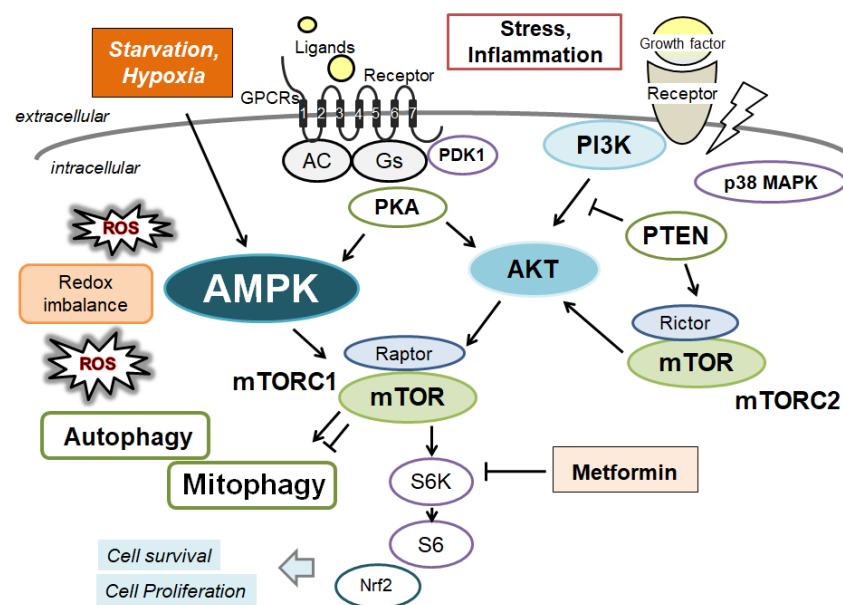 Starvation,
Hypoxia
Ligands
Receptor
GPCRs
1 2 3 4 5 6 7
Stress,
Inflammation
Growth factor
Receptor
extracellular
intracellular
AC
Gs
PDK1
PI3K
p38 MAPK
PKA
PTEN
ROS
Redox
imbalance
AMPK
AKT
Rictor
mTOR
mTORC2
ROS
Raptor
mTORC1
mTOR
Autophagy
Mitophagy
S6K
Metformin
S6
Cell survival
Cell Proliferation
Nrf2